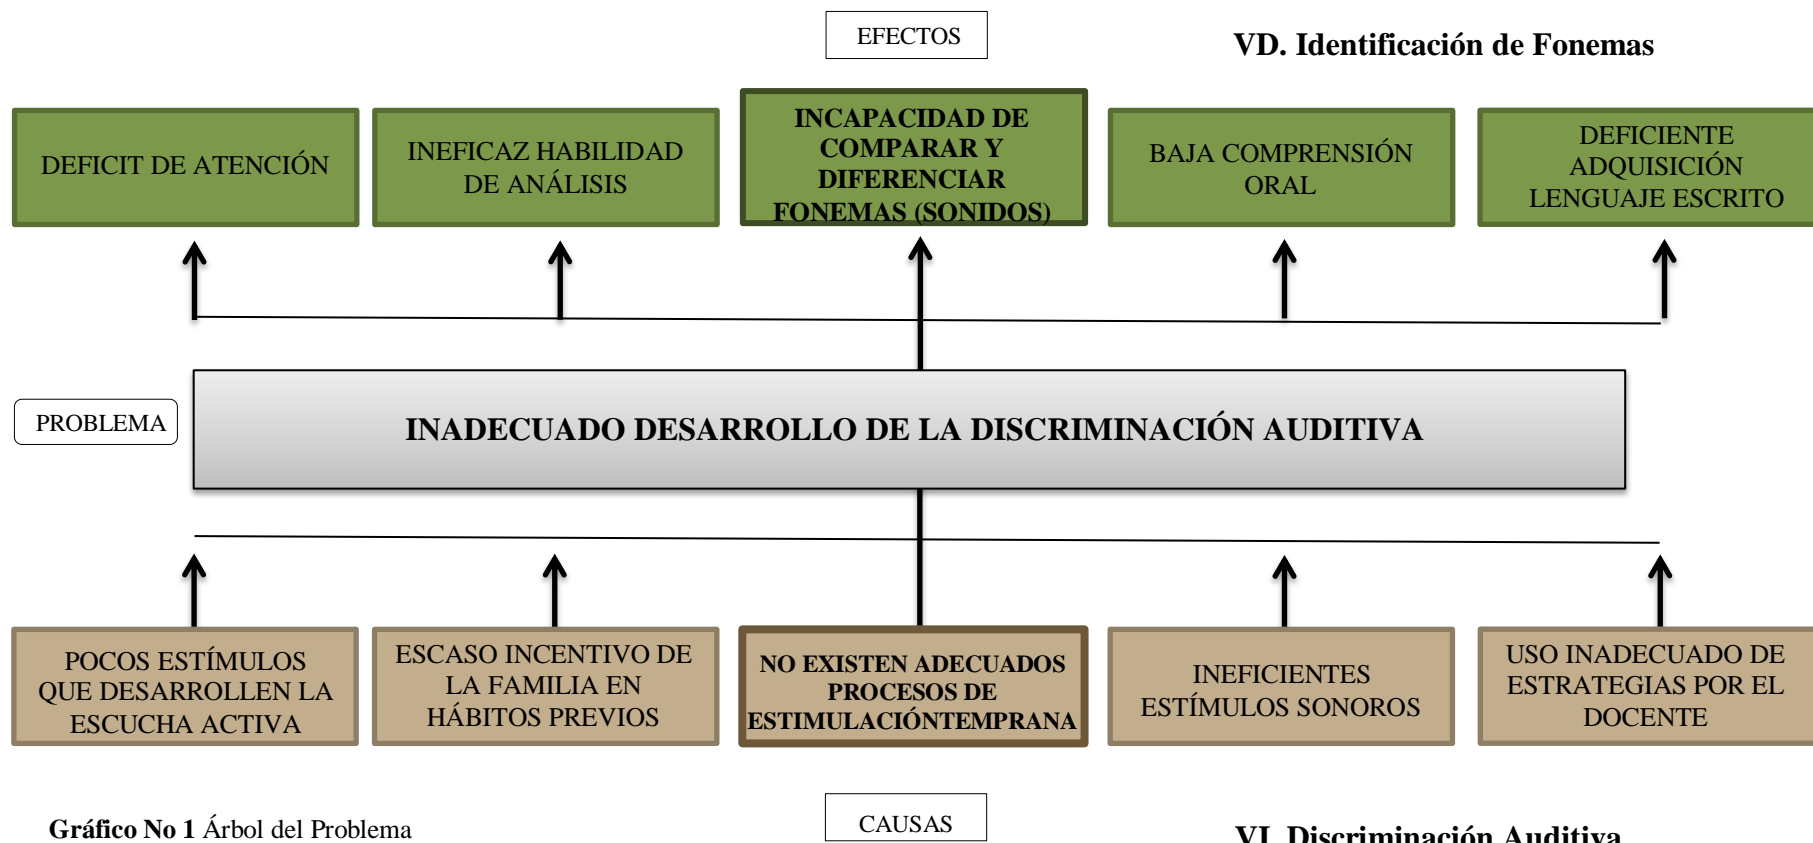 EFECTOS
VD. Identificación de Fonemas
DEFICIT DE ATENCIÓN
INEFICAZ HABILIDAD
DE ANÁLISIS
INCAPACIDAD DE
COMPARAR Y
DIFERENCIAR
FONEMAS (SONIDOS)
BAJA COMPRENSIÓN
ORAL
DEFICIENTE
ADQUISICIÓN
LENGUAJE ESCRITO
PROBLEMA
INADECUADO DESARROLLO DE LA DISCRIMINACIÓN AUDITIVA
POCOS ESTÍMULOS
QUE DESARROLLEN LA
ESCUCHA ACTIVA
ESCASO INCENTIVO DE
LA FAMILIA EN
HÁBITOS PREVIOS
NO EXISTEN ADECUADOS
PROCESOS DE
ESTIMULACIÓNTEMPRANA
INEFICIENTES
ESTÍMULOS SONOROS
USO INADECUADO DE
ESTRATEGIAS POR EL
DOCENTE
Gráfico No 1 Árbol del Problema
CAUSAS
VI. Discriminación Auditiva